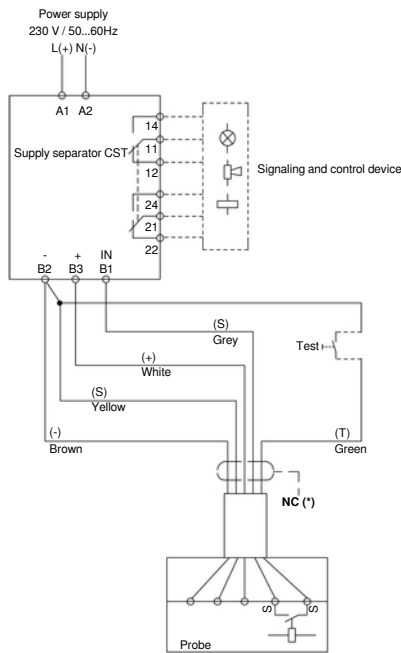 Power supply
230 V / 50...60Hz
L(+) N(-)
A1 A2
14
11
Supply separator CST
12
Signaling and control device
24
21
22
- + IN
B2 B3 B1
(S)
Grey
Test
(+)
White
(S)
Yellow
(-)
Brown
(T)
Green
NC (*)
S S
Probe